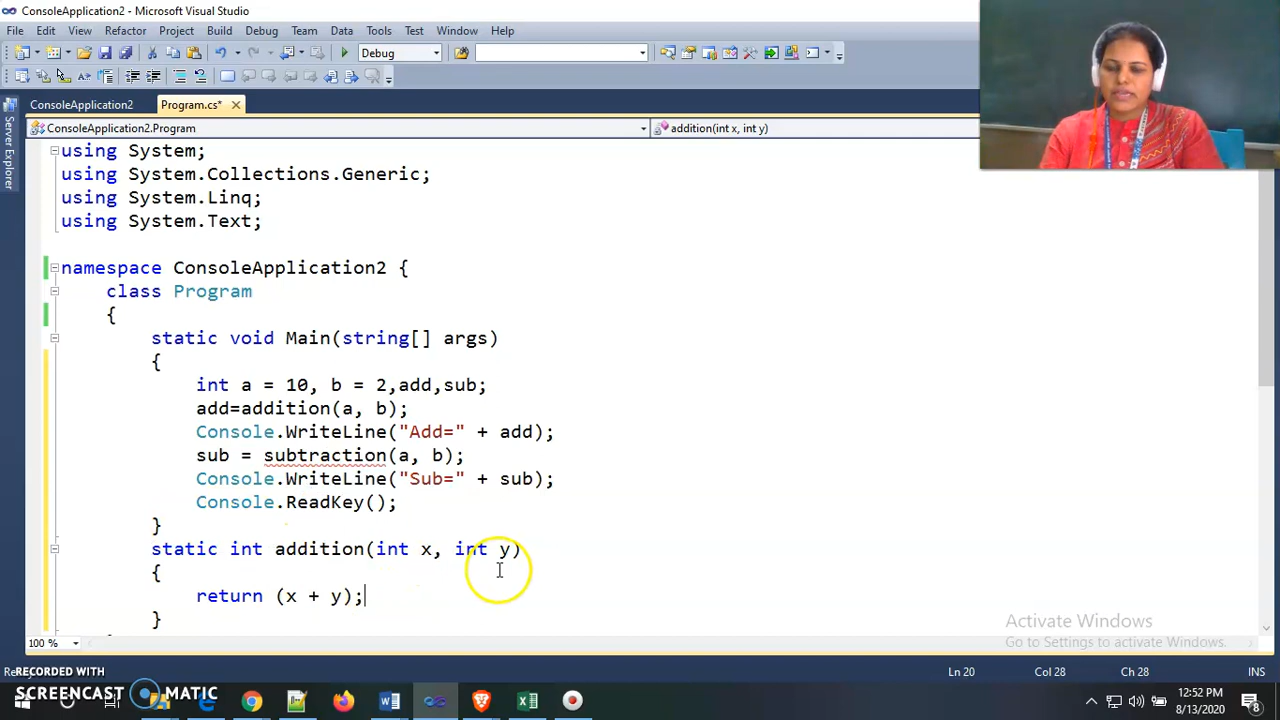 ConsoleApplication2 - Microsoft Visual Studio
File Edit View Refactor Project Build Debug Team Data Tools Test Window Help
Debug
ConsoleApplication2 Program.cs*
ConsoleApplication2.Program addition(int x, int y)
Server Explorer
using System;
using System.Collections.Generic;
using System.Linq;
using System.Text;
namespace ConsoleApplication2 {
class Program
{
static void Main(string[] args)
{
int a = 10, b = 2,add,sub;
add=addition(a, b);
Console.WriteLine("Add=" + add);
sub = subtraction(a, b);
Console.WriteLine("Sub=" + sub);
Console.ReadKey();
}
static int addition(int x, int y)
{
return (x + y);
}
Activate Windows
Go to Settings to activate Windows.
100 %
RECORDED WITH
Ln 20 Col 28 Ch 28 INS
SCREENCAST MATIC
12:52 PM
8/13/2020
8